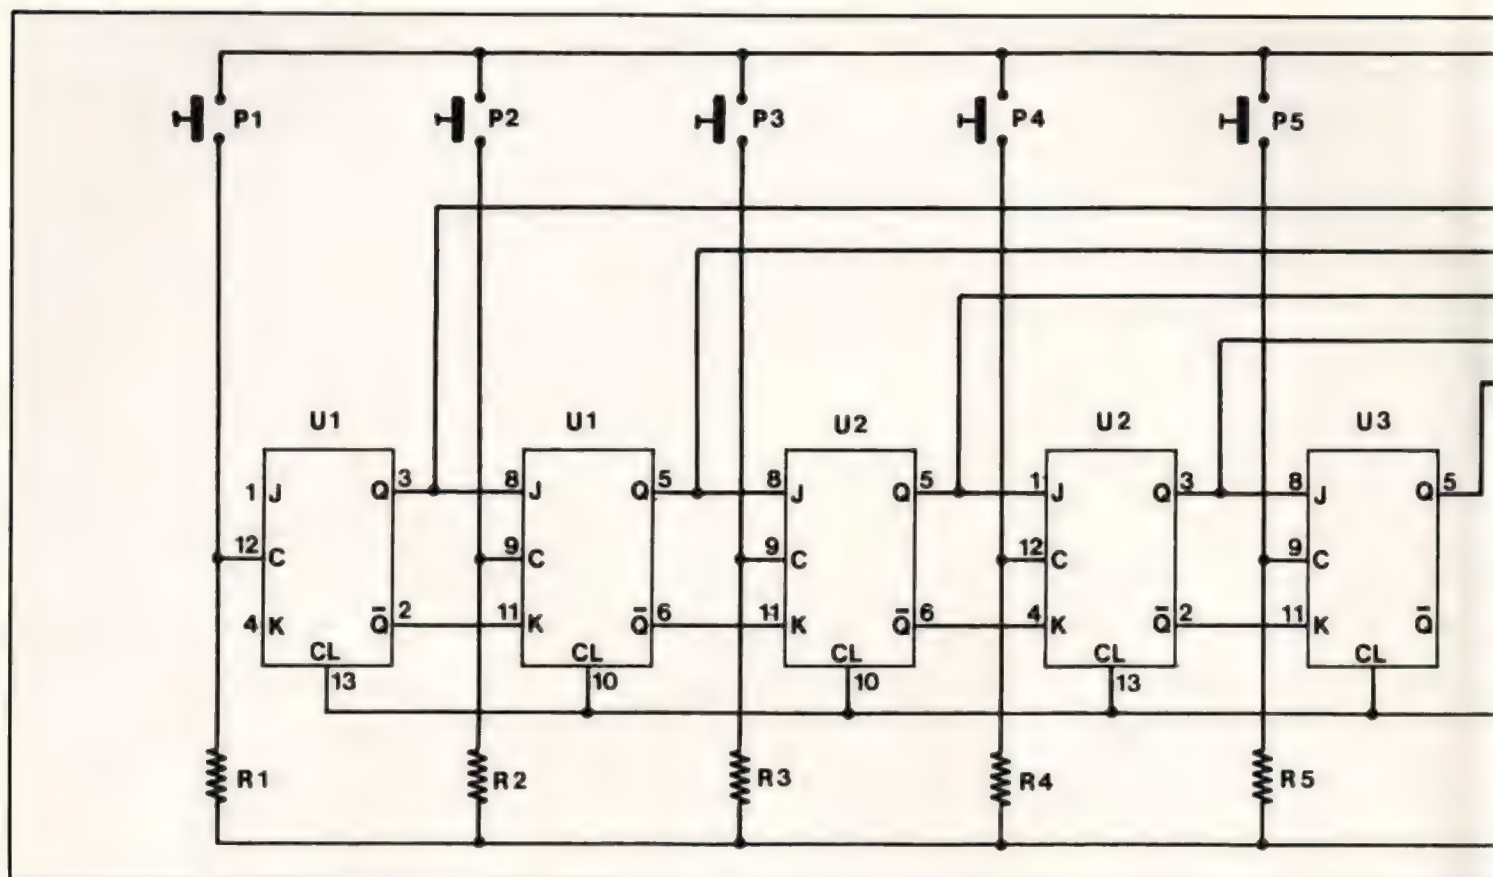 P1 P2 P3 P4 P5
U1 U1 U2 U2 U3
1 J Q 3 8 J Q 5 8 J Q 5 1 J Q 3 8 J Q 5
12 C 9 C 9 C 12 C 9 C
4 K Q̅ 2 11 K Q̅ 6 11 K Q̅ 6 4 K Q̅ 2 11 K Q̅
CL CL CL CL CL
13 10 10 13
R1 R2 R3 R4 R5